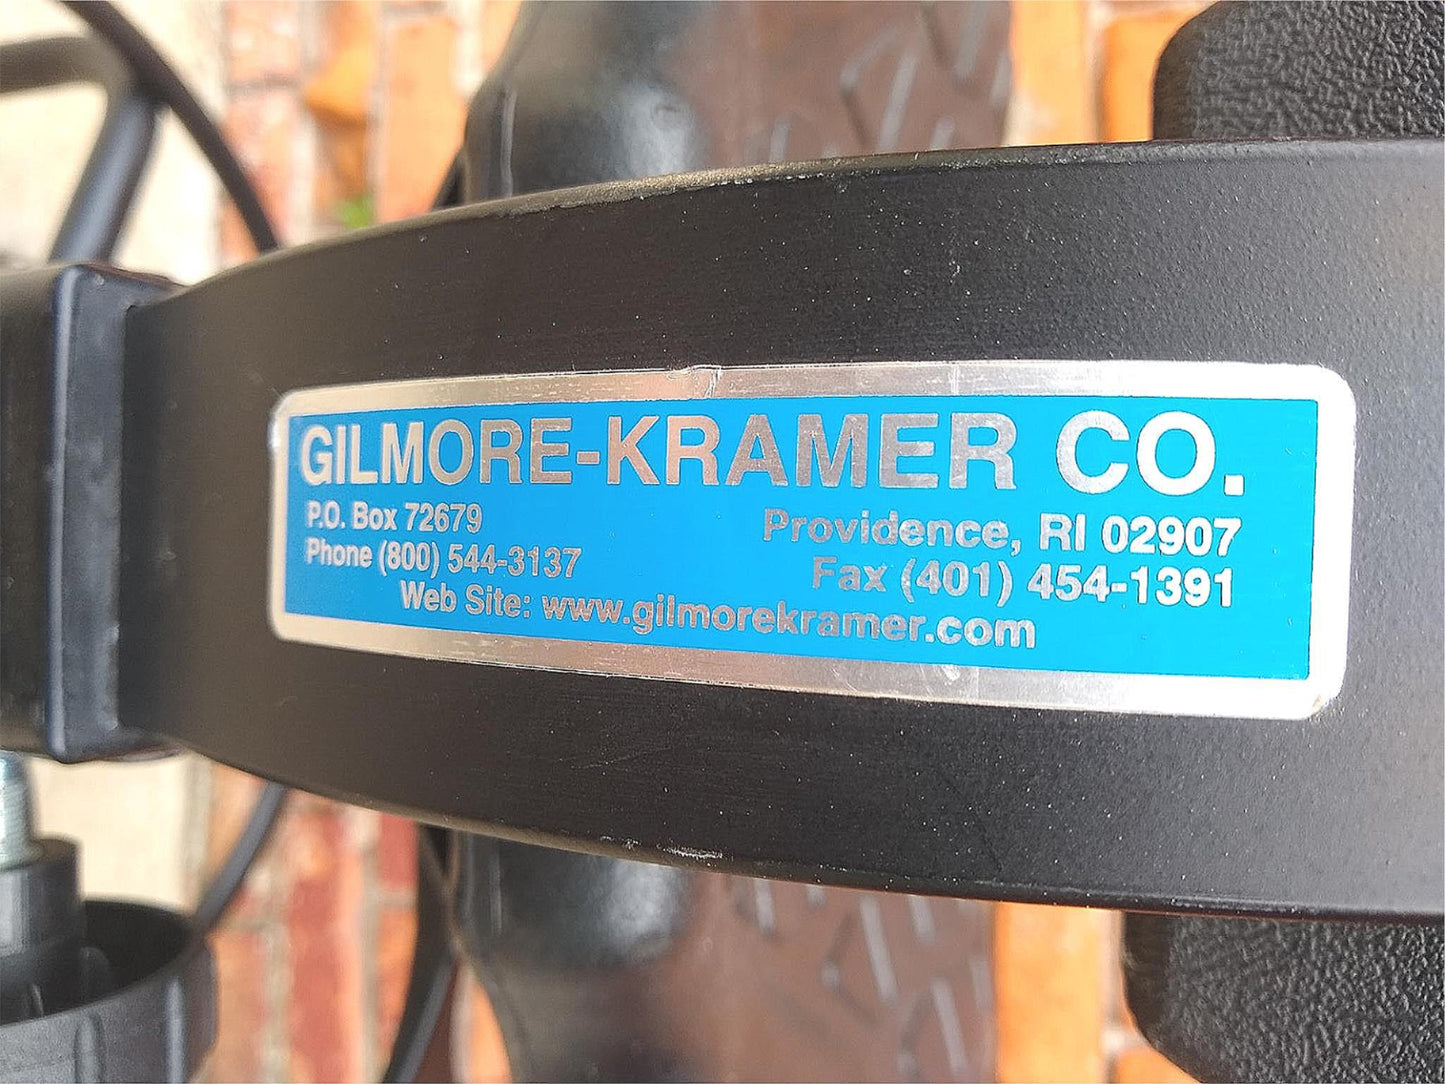 GILMORE-KRAMER CO.
P.O. Box 72679 Providence, RI 02907
Phone (800) 544-3137 Fax (401) 454-1391
Web Site: www.gilmorekramer.com